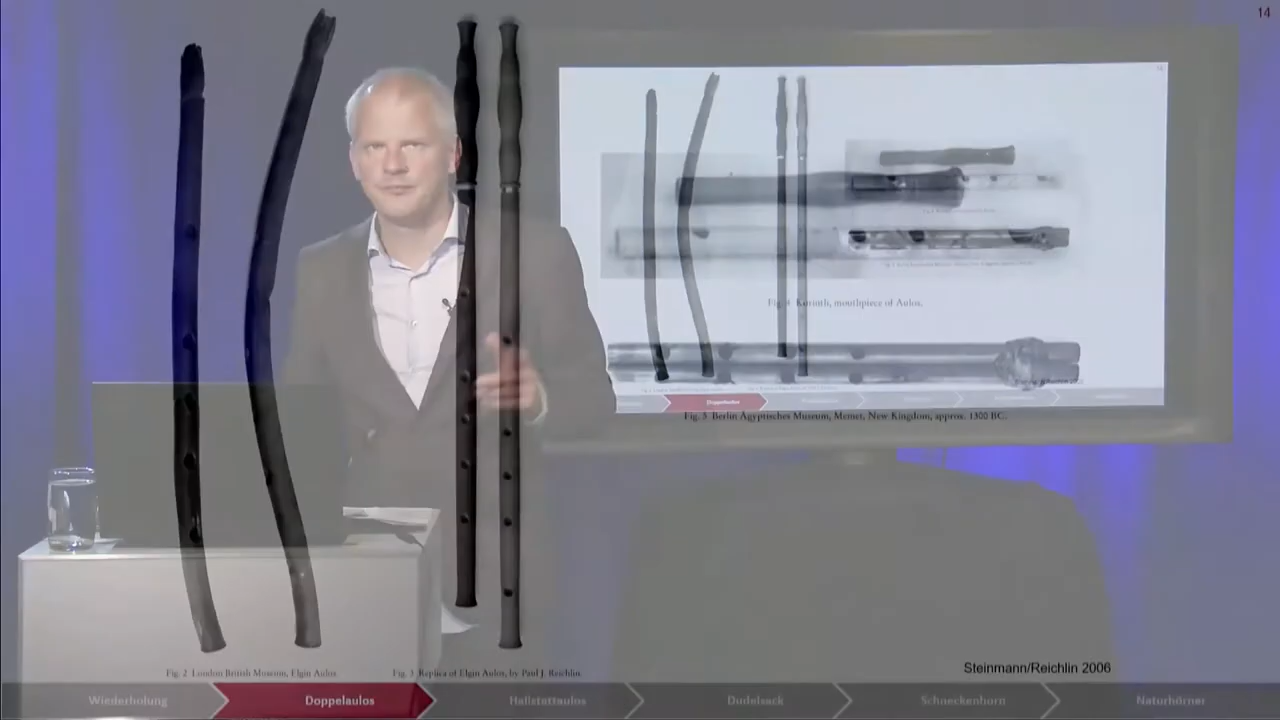 14
Fig. 4 Korinth, mouthpiece of Aulos.
Fig. 5 Berlin Ägyptisches Museum, Memet, New Kingdom, approx. 1300 BC.
Steinmann/Reichlin 2006
Fig. 2 London British Museum, Elgin Aulos.
Fig. 3 Replica of Elgin Aulos, by Paul J. Reichlin
Wiederholung
Doppelaulos
Hallstattaulos
Dudelsack
Schneckenhorn
Naturhörner